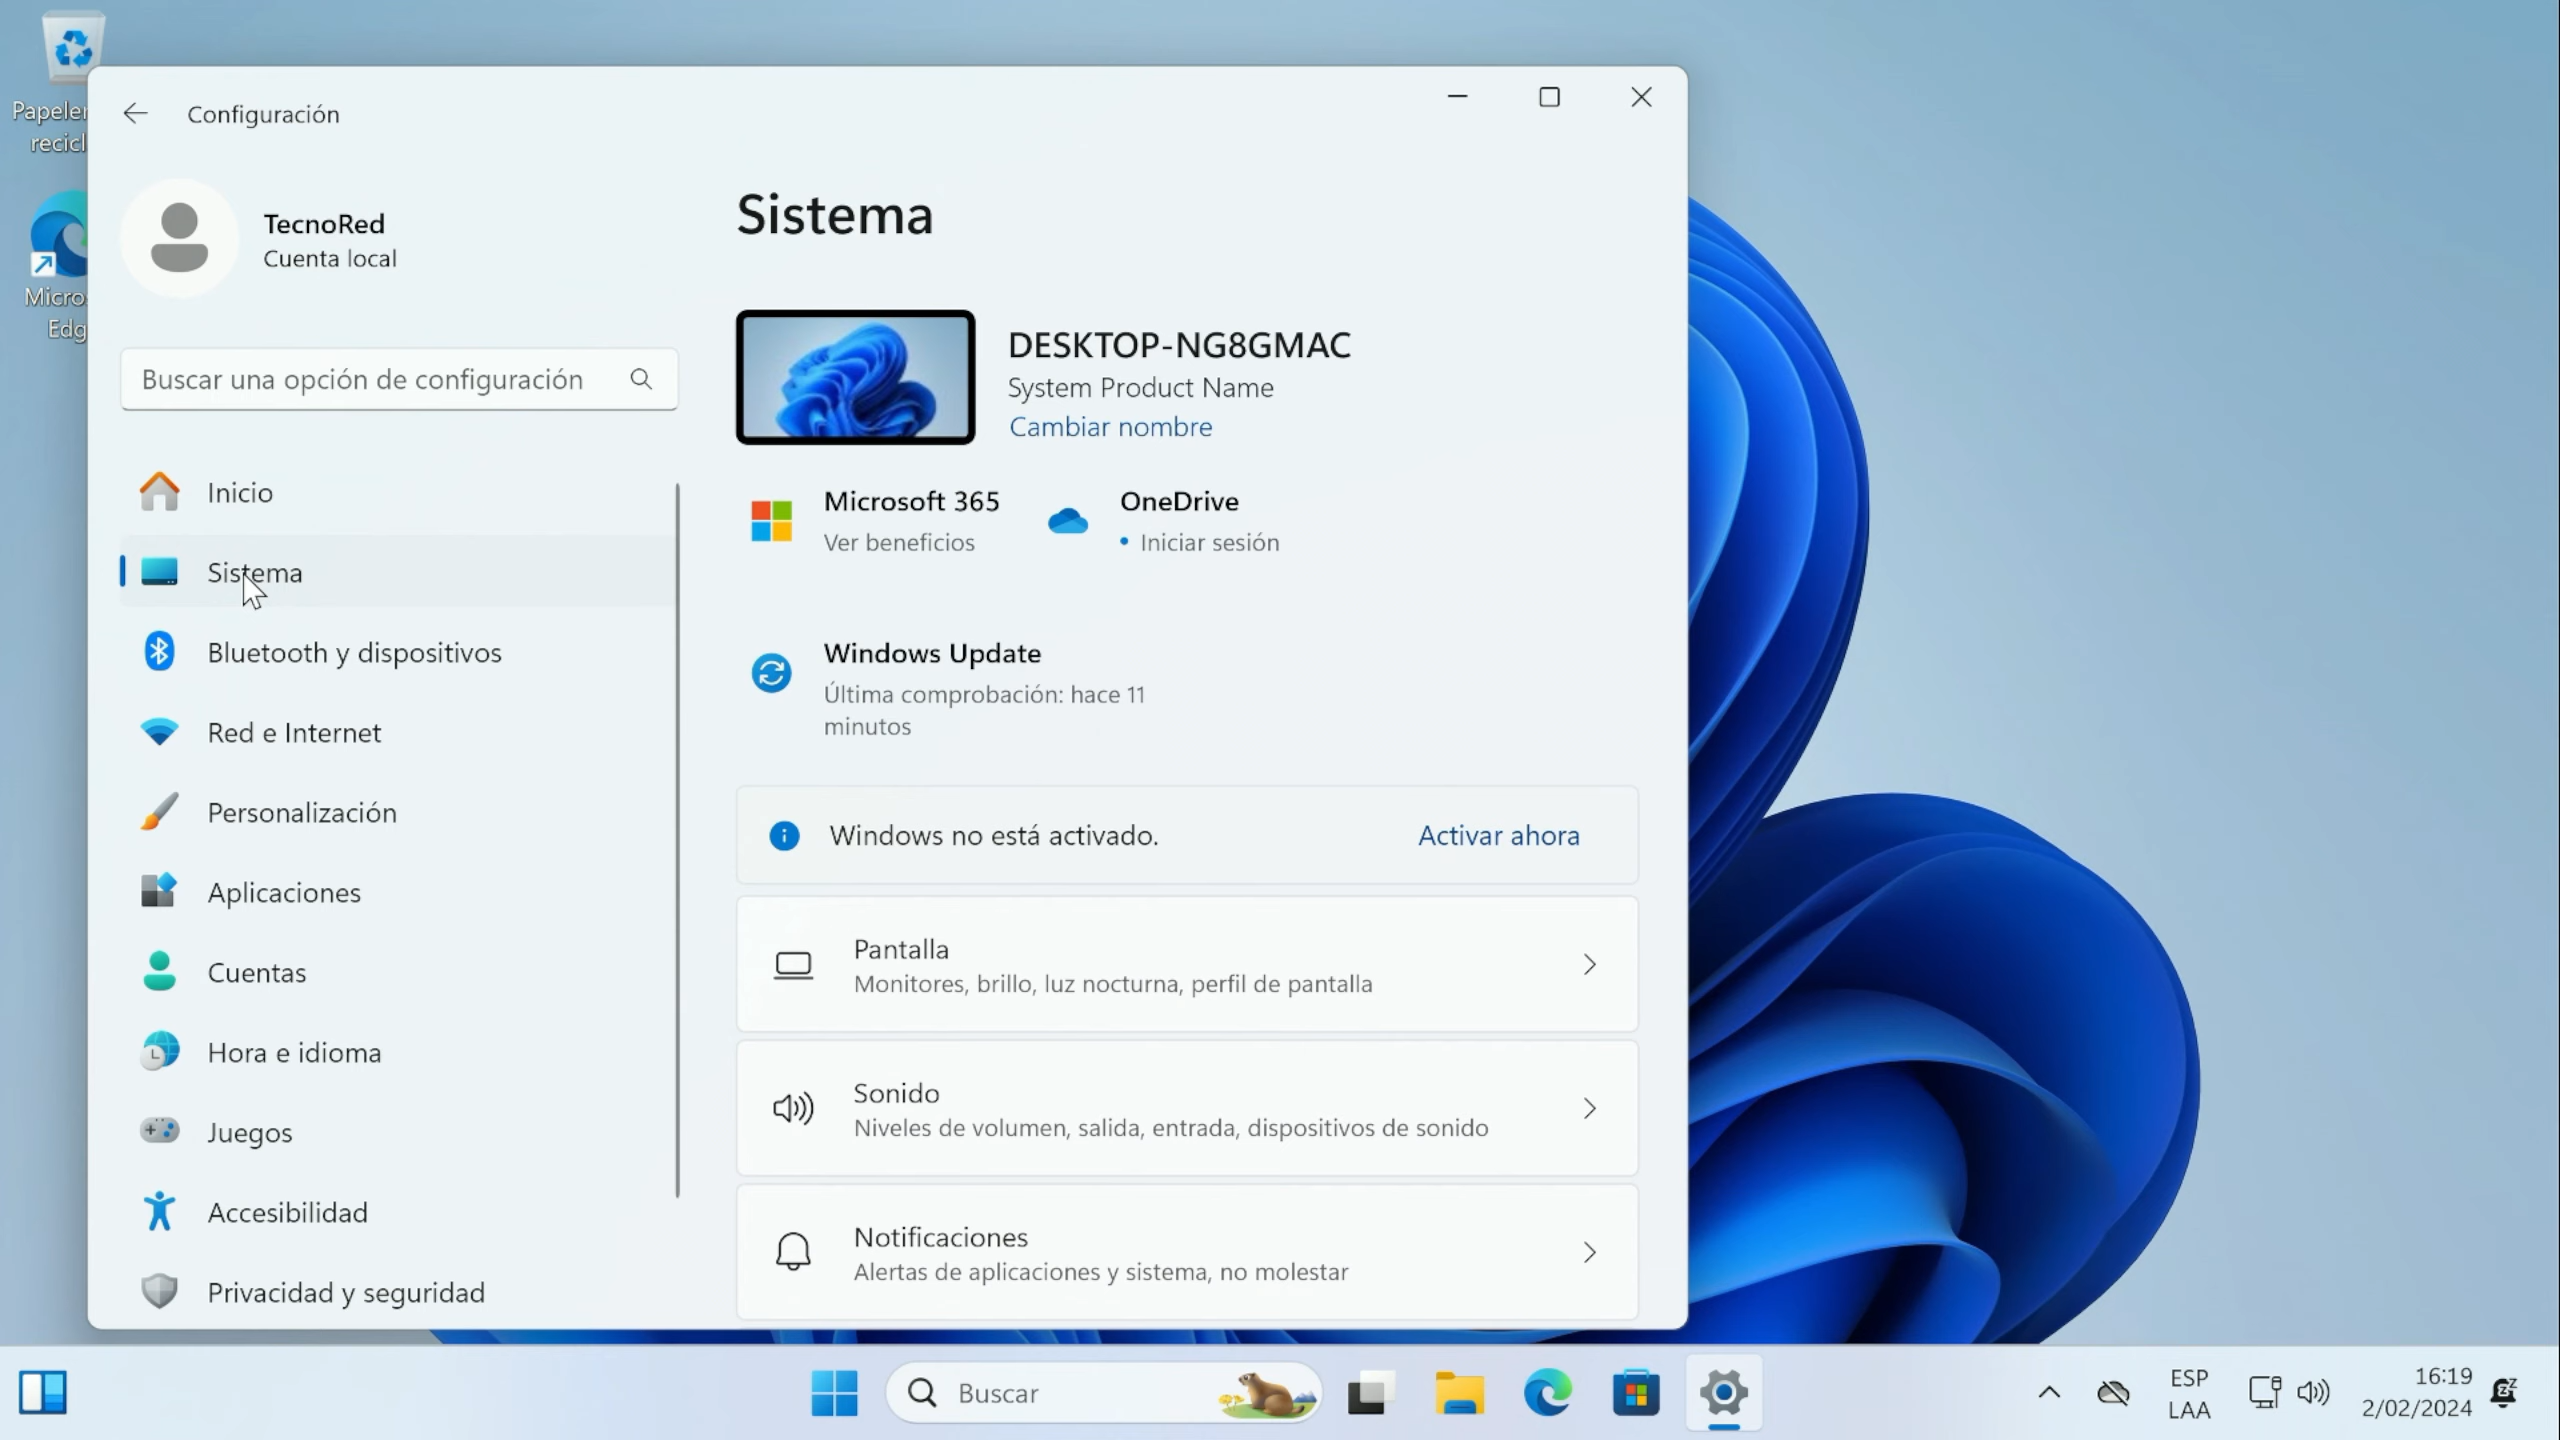 Papeler
recicl
Micros
Edg
Configuración
TecnoRed
Cuenta local
Buscar una opción de configuración
Inicio
Sistema
Bluetooth y dispositivos
Red e Internet
Personalización
Aplicaciones
Cuentas
Hora e idioma
Juegos
Accesibilidad
Privacidad y seguridad
Sistema
DESKTOP-NG8GMAC
System Product Name
Cambiar nombre
Microsoft 365
Ver beneficios
OneDrive
• Iniciar sesión
Windows Update
Última comprobación: hace 11
minutos
Windows no está activado.
Activar ahora
Pantalla
Monitores, brillo, luz nocturna, perfil de pantalla
Sonido
Niveles de volumen, salida, entrada, dispositivos de sonido
Notificaciones
Alertas de aplicaciones y sistema, no molestar
Buscar
ESP
LAA
16:19
2/02/2024